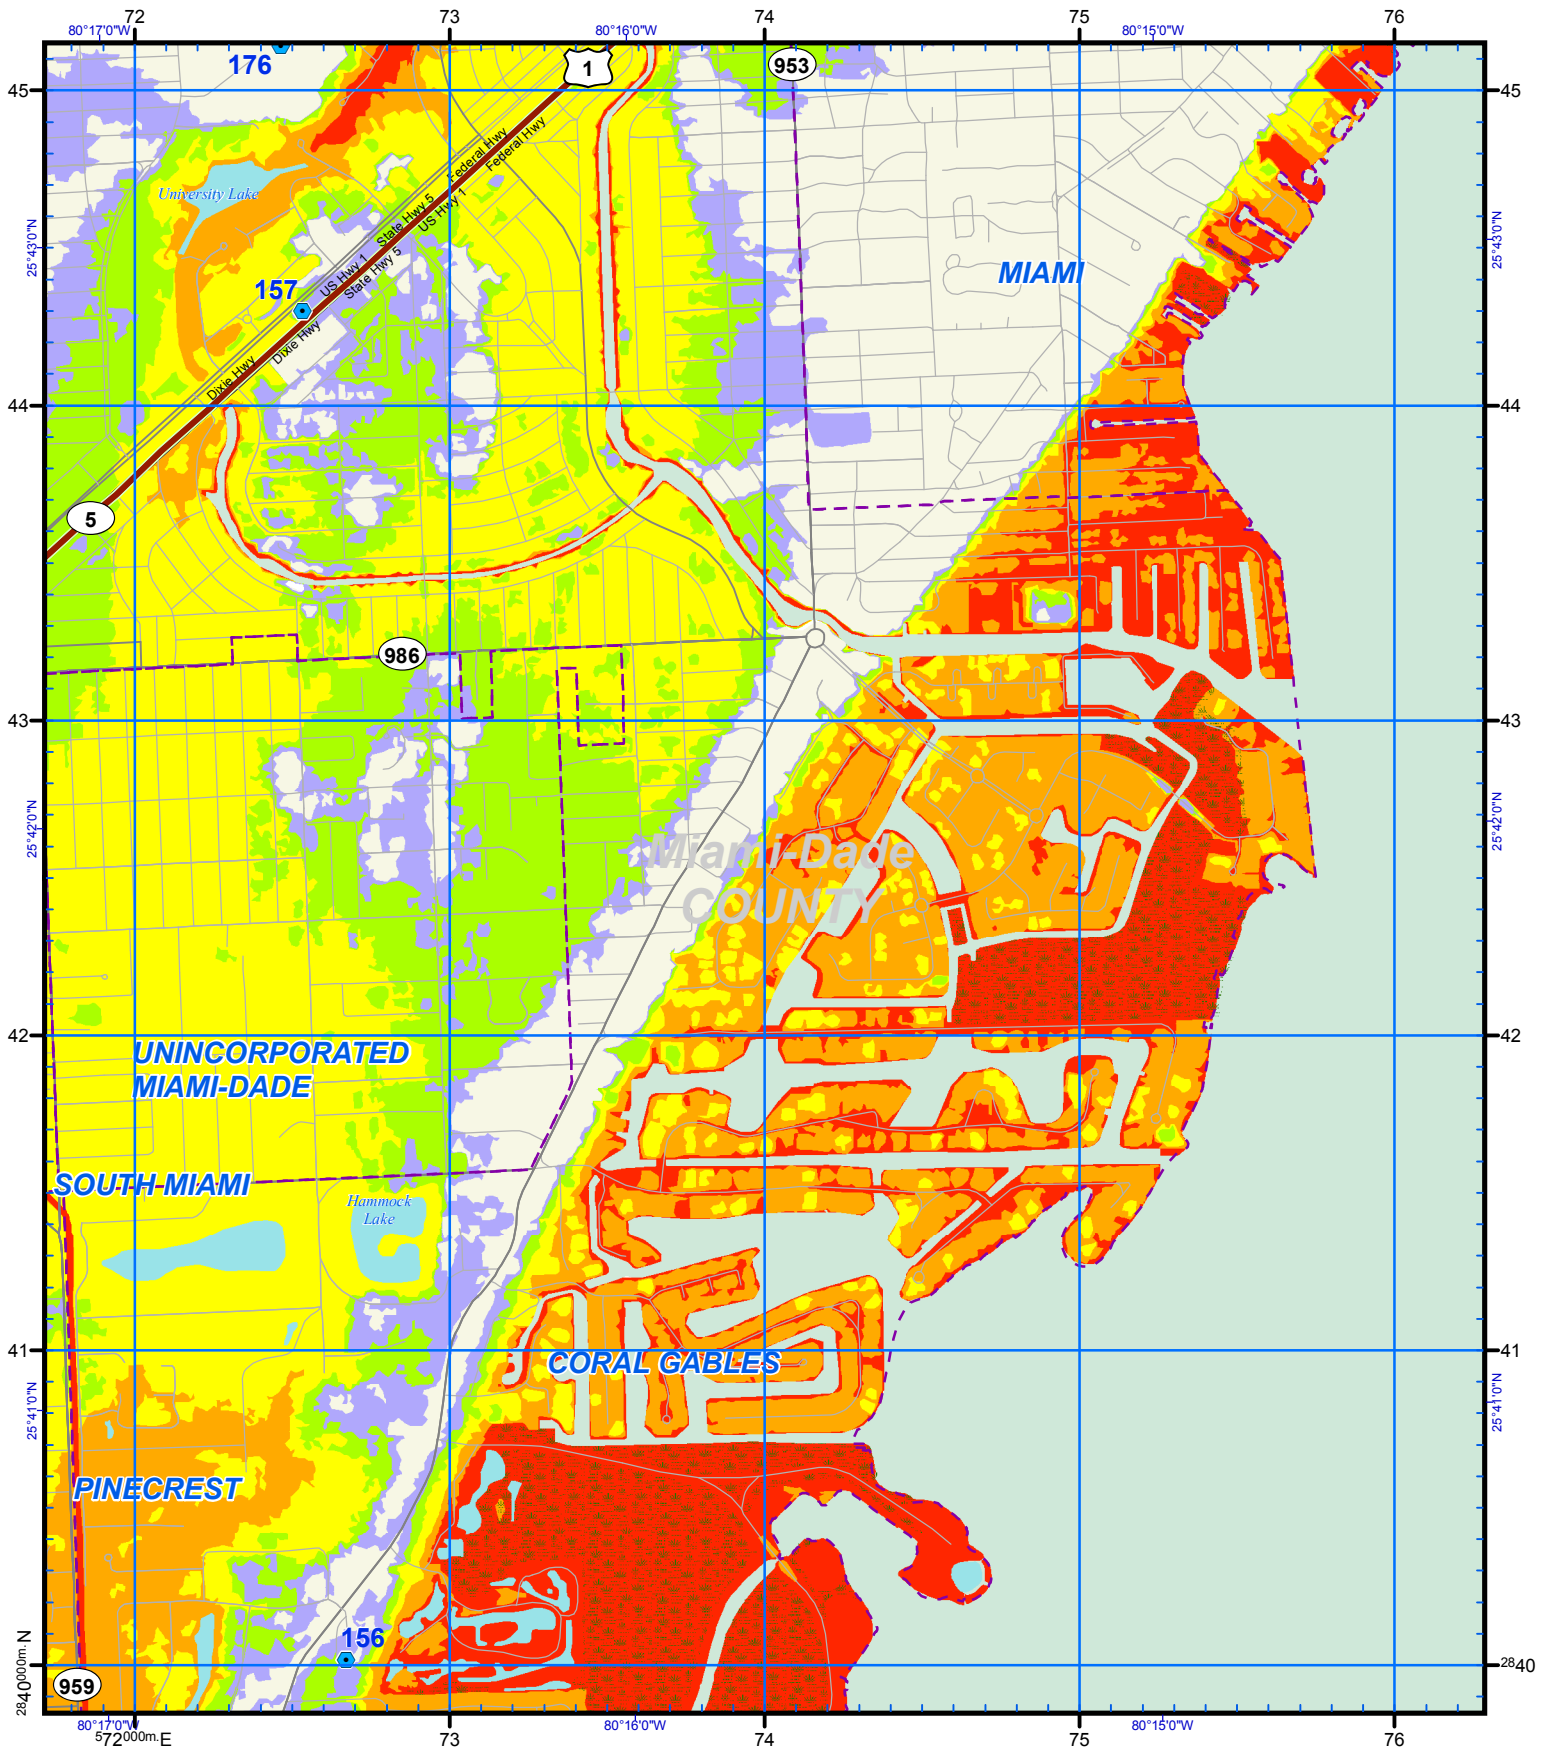 72
73
74
75
76
80°17'0"W
80°16'0"W
80°15'0"W
176
1
953
45
45
Federal Hwy
Federal Hwy
University Lake
State Hwy 5
US Hwy 1
25°43'0"N
25°43'0"N
MIAMI
US Hwy 1
State Hwy 5
157
Dixie Hwy
Dixie Hwy
44
44
5
986
43
43
25°42'0"N
25°42'0"N
Miami-Dade
COUNTY
42
42
UNINCORPORATED
MIAMI-DADE
SOUTH MIAMI
Hammock
Lake
41
41
CORAL GABLES
25°41'0"N
25°41'0"N
PINECREST
156
2840000m. N
2840
959
80°17'0"W
80°16'0"W
80°15'0"W
572000m. E
73
74
75
76